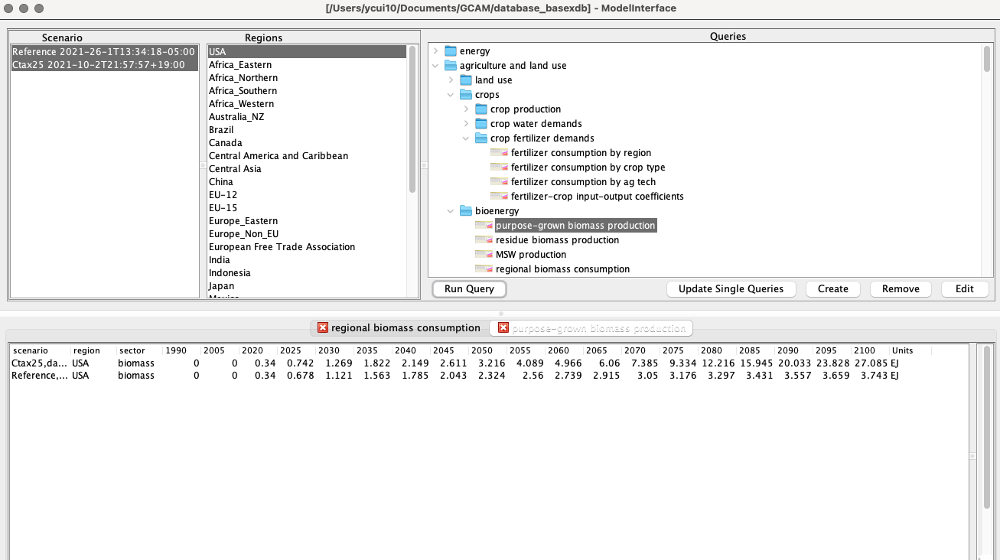 [/Users/ycui10/Documents/GCAM/database_basexdb] - ModelInterface
Scenario
Reference 2021-26-1T13:34:18-05:00
Ctax25 2021-10-2T21:57:57+19:00
Regions
USA
Africa_Eastern
Africa_Northern
Africa_Southern
Africa_Western
Australia_NZ
Brazil
Canada
Central America and Caribbean
Central Asia
China
EU-12
EU-15
Europe_Eastern
Europe_Non_EU
European Free Trade Association
India
Indonesia
Japan
Mexico
Queries
energy
agriculture and land use
land use
crops
crop production
crop water demands
crop fertilizer demands
fertilizer consumption by region
fertilizer consumption by crop type
fertilizer consumption by ag tech
fertilizer-crop input-output coefficients
bioenergy
purpose-grown biomass production
residue biomass production
MSW production
regional biomass consumption
Run Query Update Single Queries Create Remove Edit
regional biomass consumption purpose-grown biomass production
scenario region sector 1990 2005 2020 2025 2030 2035 2040 2045 2050 2055 2060 2065 2070 2075 2080 2085 2090 2095 2100 Units
Ctax25,da... USA biomass 0 0 0.34 0.742 1.269 1.822 2.149 2.611 3.216 4.089 4.966 6.06 7.385 9.334 12.216 15.945 20.033 23.828 27.085 EJ
Reference,... USA biomass 0 0 0.34 0.678 1.121 1.563 1.785 2.043 2.324 2.56 2.739 2.915 3.05 3.176 3.297 3.431 3.557 3.659 3.743 EJ